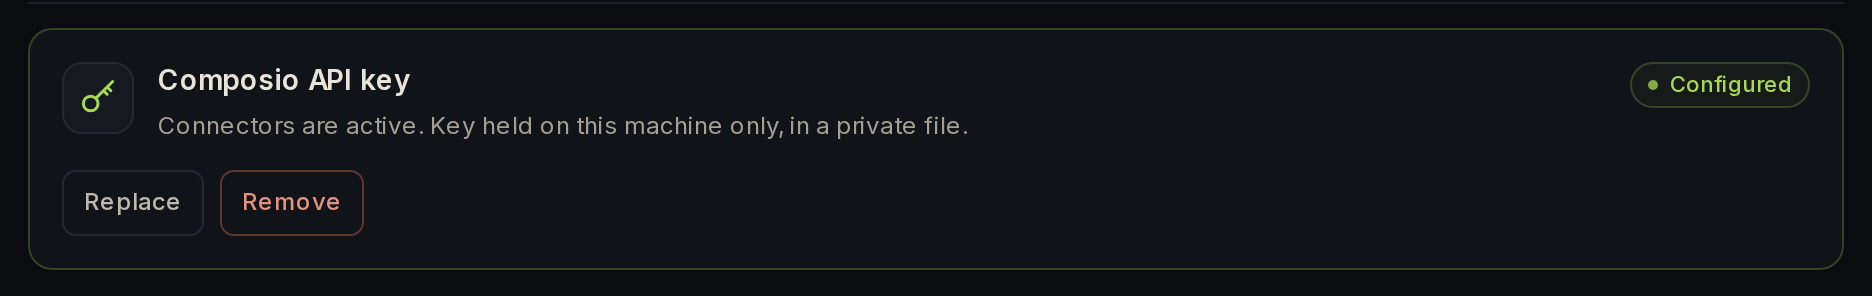 Composio API key
Configured
Connectors are active. Key held on this machine only, in a private file.
Replace
Remove